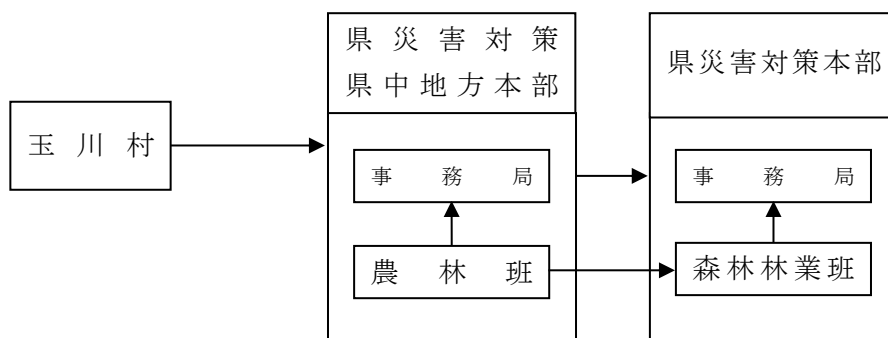 玉川村
県災害対策
県中地方本部
事務局
農林班
県災害対策本部
事務局
森林林業班